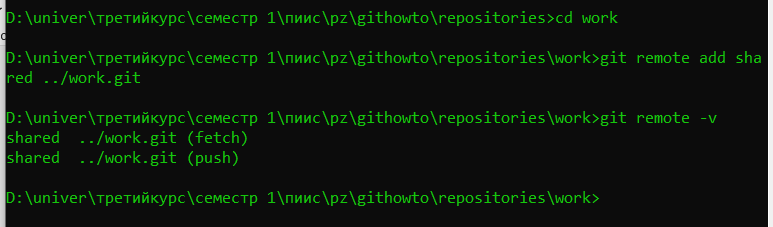 D:\univer\третийкурс\семестр 1\пиис\pz\githowto\repositories>cd work
D:\univer\третийкурс\семестр 1\пиис\pz\githowto\repositories\work>git remote add sha
red ../work.git
D:\univer\третийкурс\семестр 1\пиис\pz\githowto\repositories\work>git remote -v
shared  ../work.git (fetch)
shared  ../work.git (push)
D:\univer\третийкурс\семестр 1\пиис\pz\githowto\repositories\work>